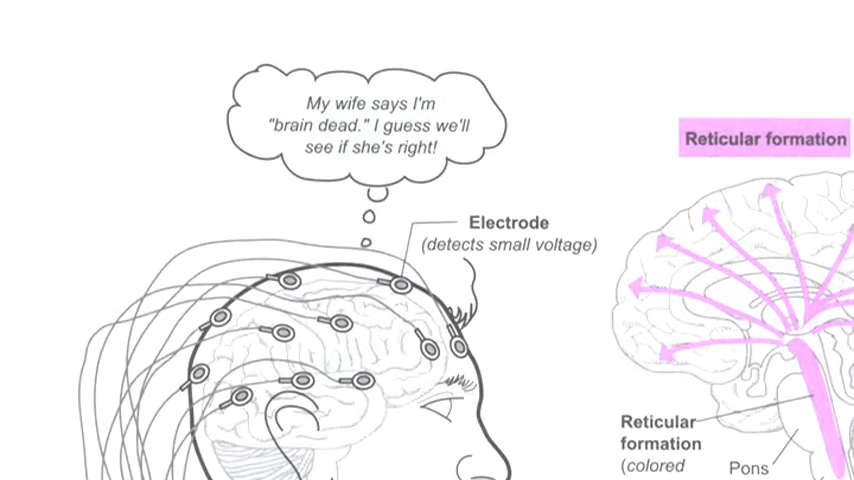 My wife says I'm
"brain dead." I guess we'll
see if she's right!
Electrode
(detects small voltage)
Reticular formation
Reticular
formation
(colored
Pons